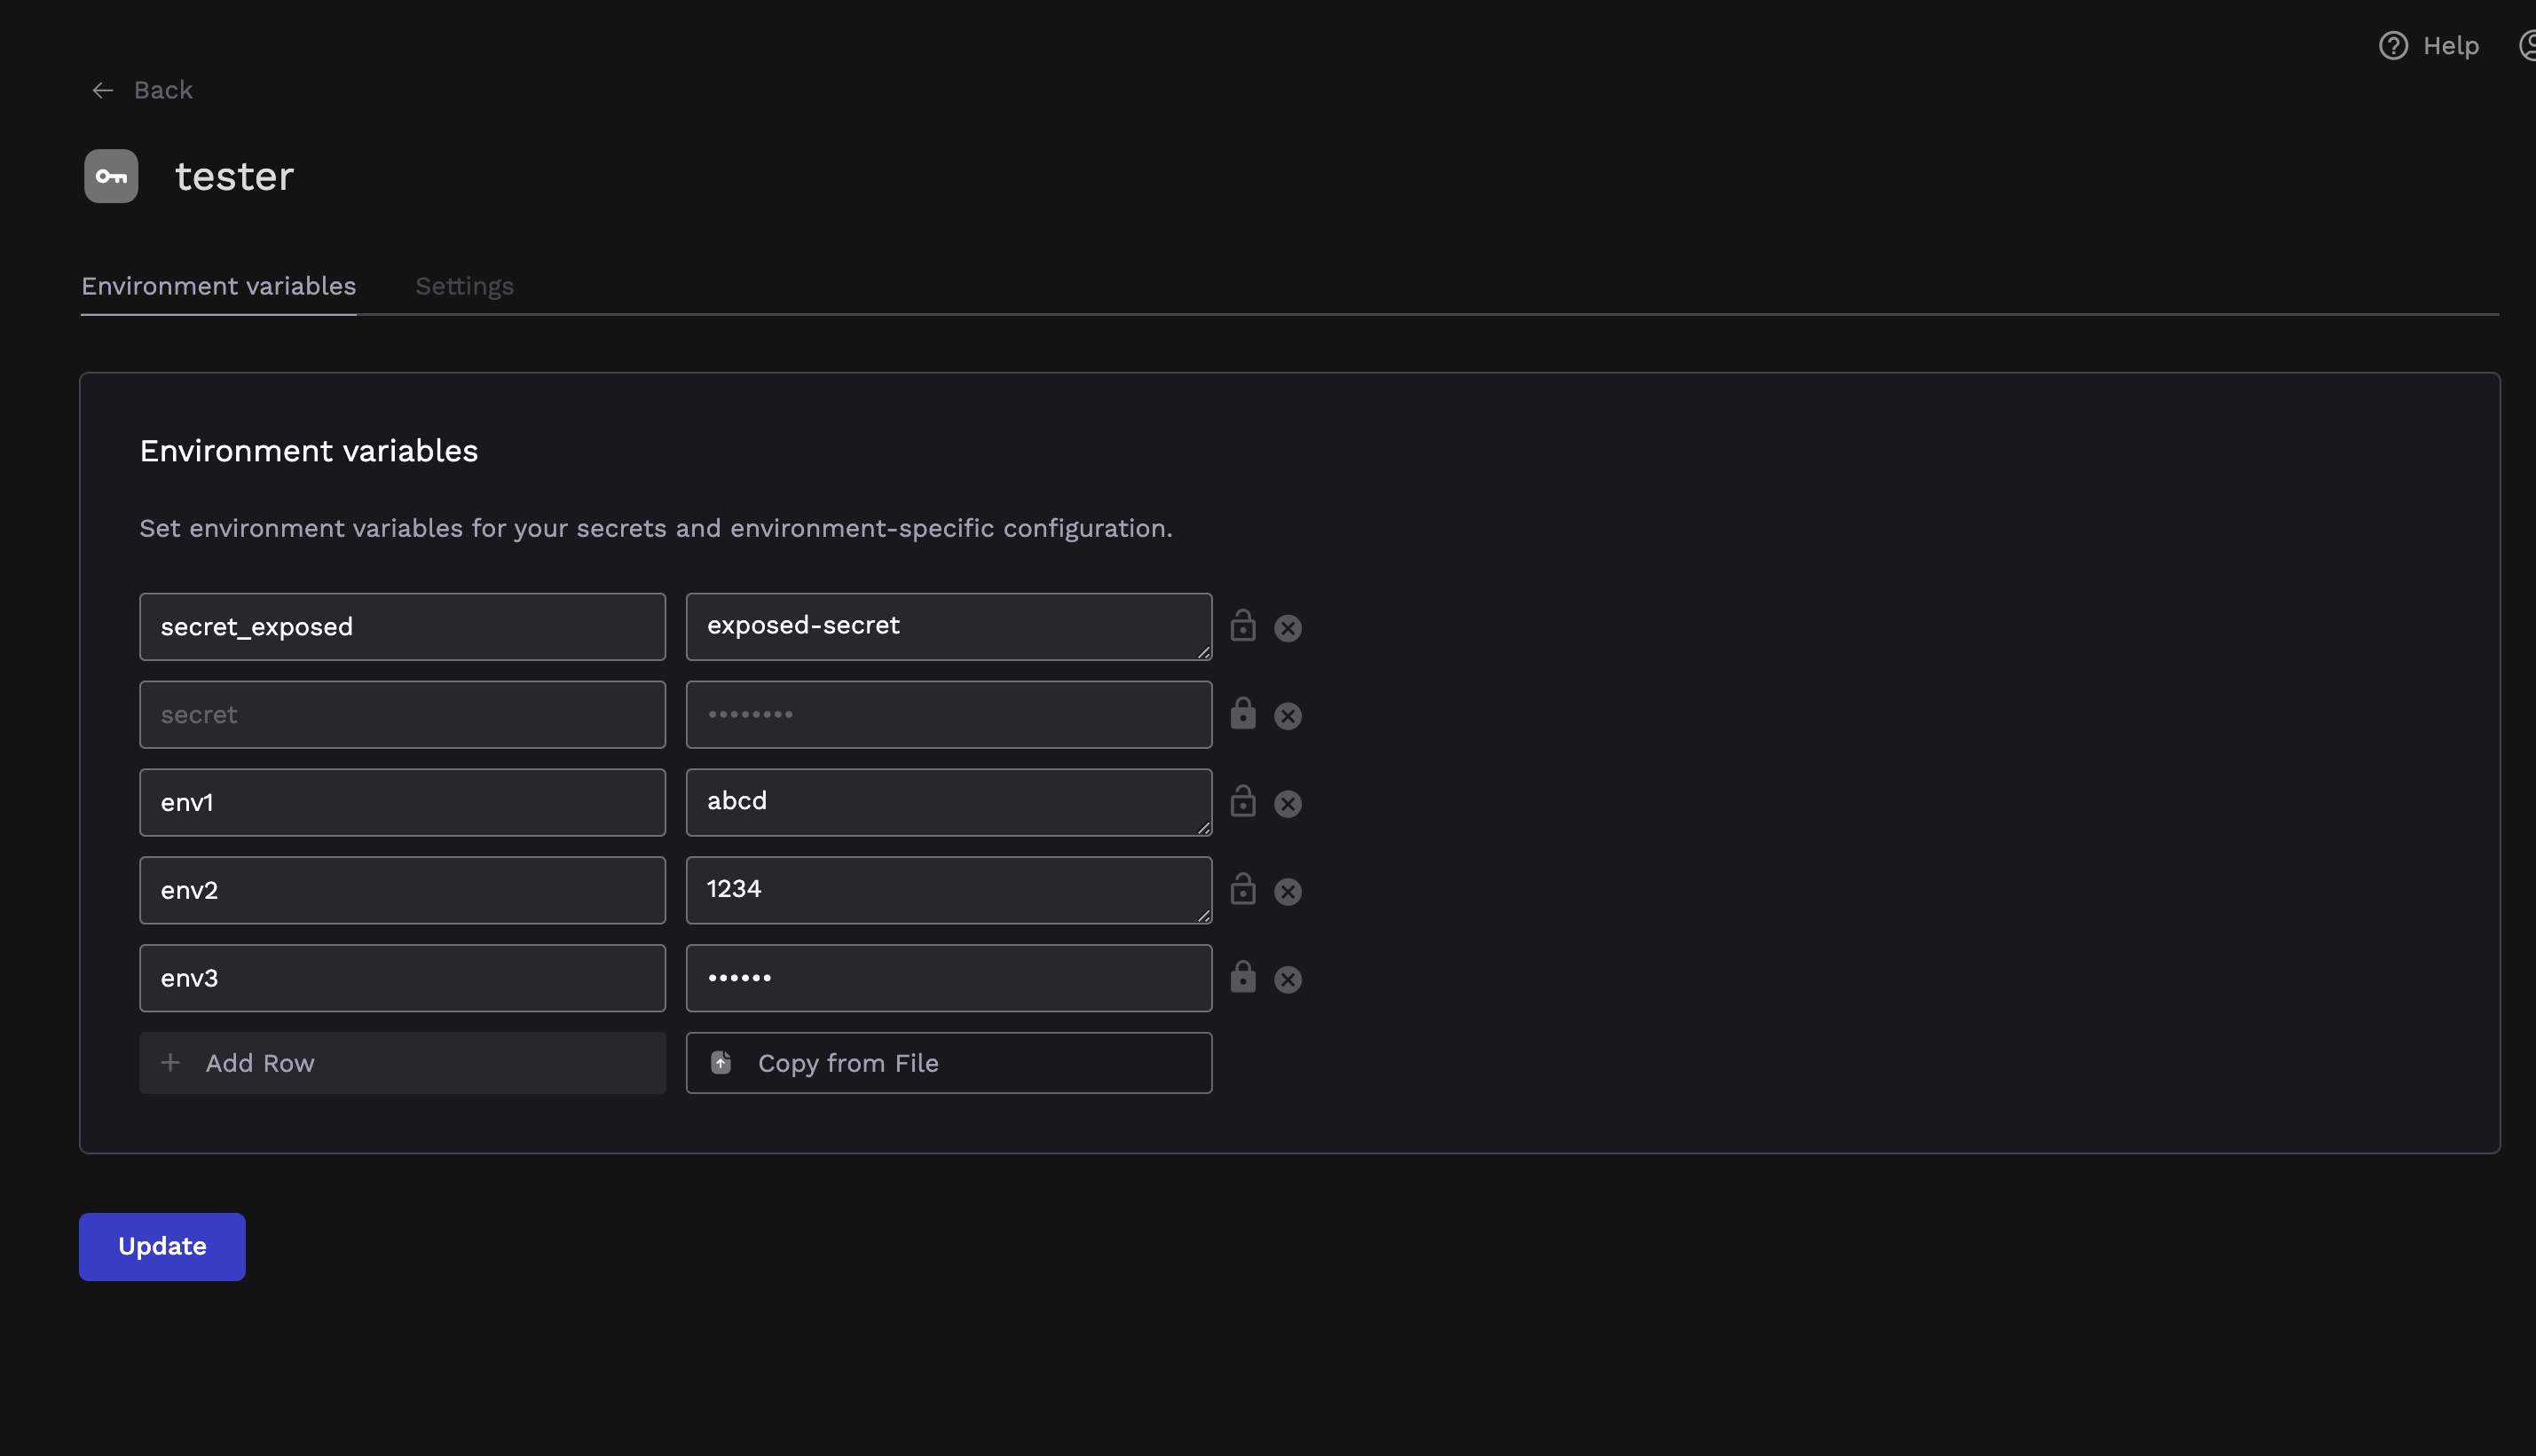 Help
Back
tester
Environment variables Settings
Environment variables
Set environment variables for your secrets and environment-specific configuration.
secret_exposed exposed-secret
secret ••••••••
env1 abcd
env2 1234
env3 ••••••
Add Row Copy from File
Update